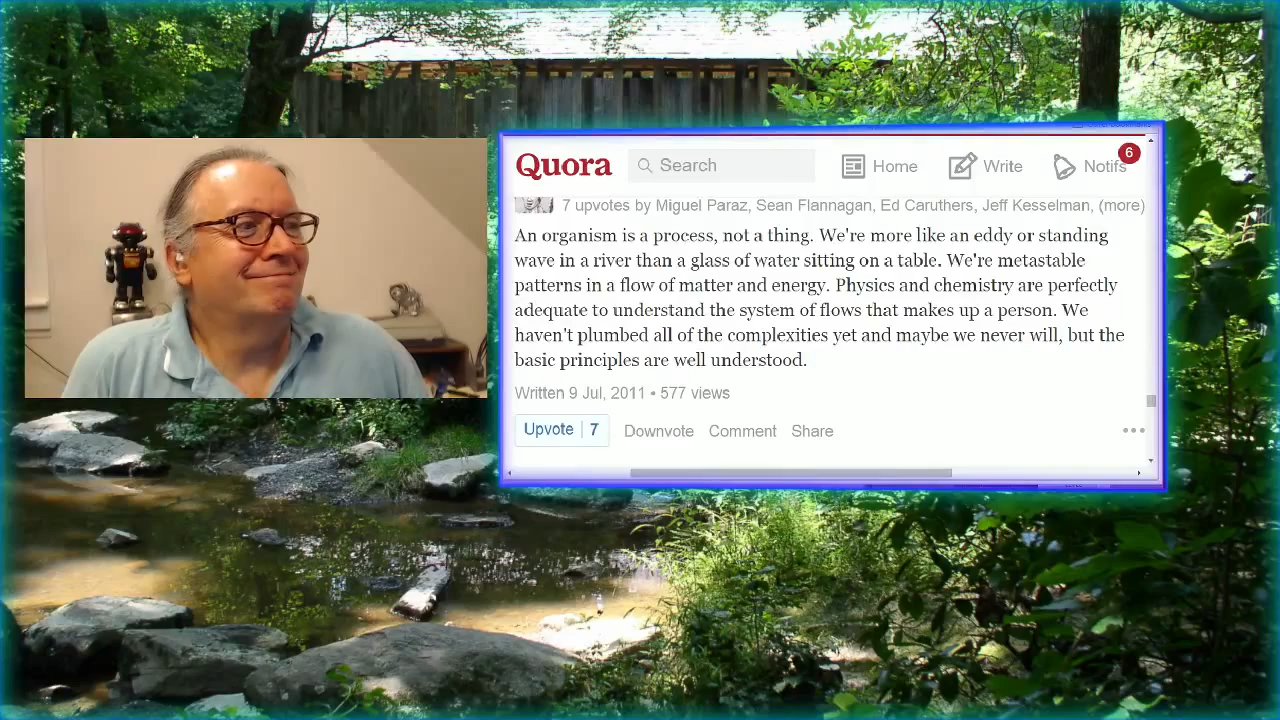 Quora
Search
Home
Write
Notifs
6
7 upvotes by Miguel Paraz, Sean Flannagan, Ed Caruthers, Jeff Kesselman, (more)
An organism is a process, not a thing. We're more like an eddy or standing
wave in a river than a glass of water sitting on a table. We're metastable
patterns in a flow of matter and energy. Physics and chemistry are perfectly
adequate to understand the system of flows that makes up a person. We
haven't plumbed all of the complexities yet and maybe we never will, but the
basic principles are well understood.
Written 9 Jul, 2011 • 577 views
Upvote 7
Downvote
Comment
Share